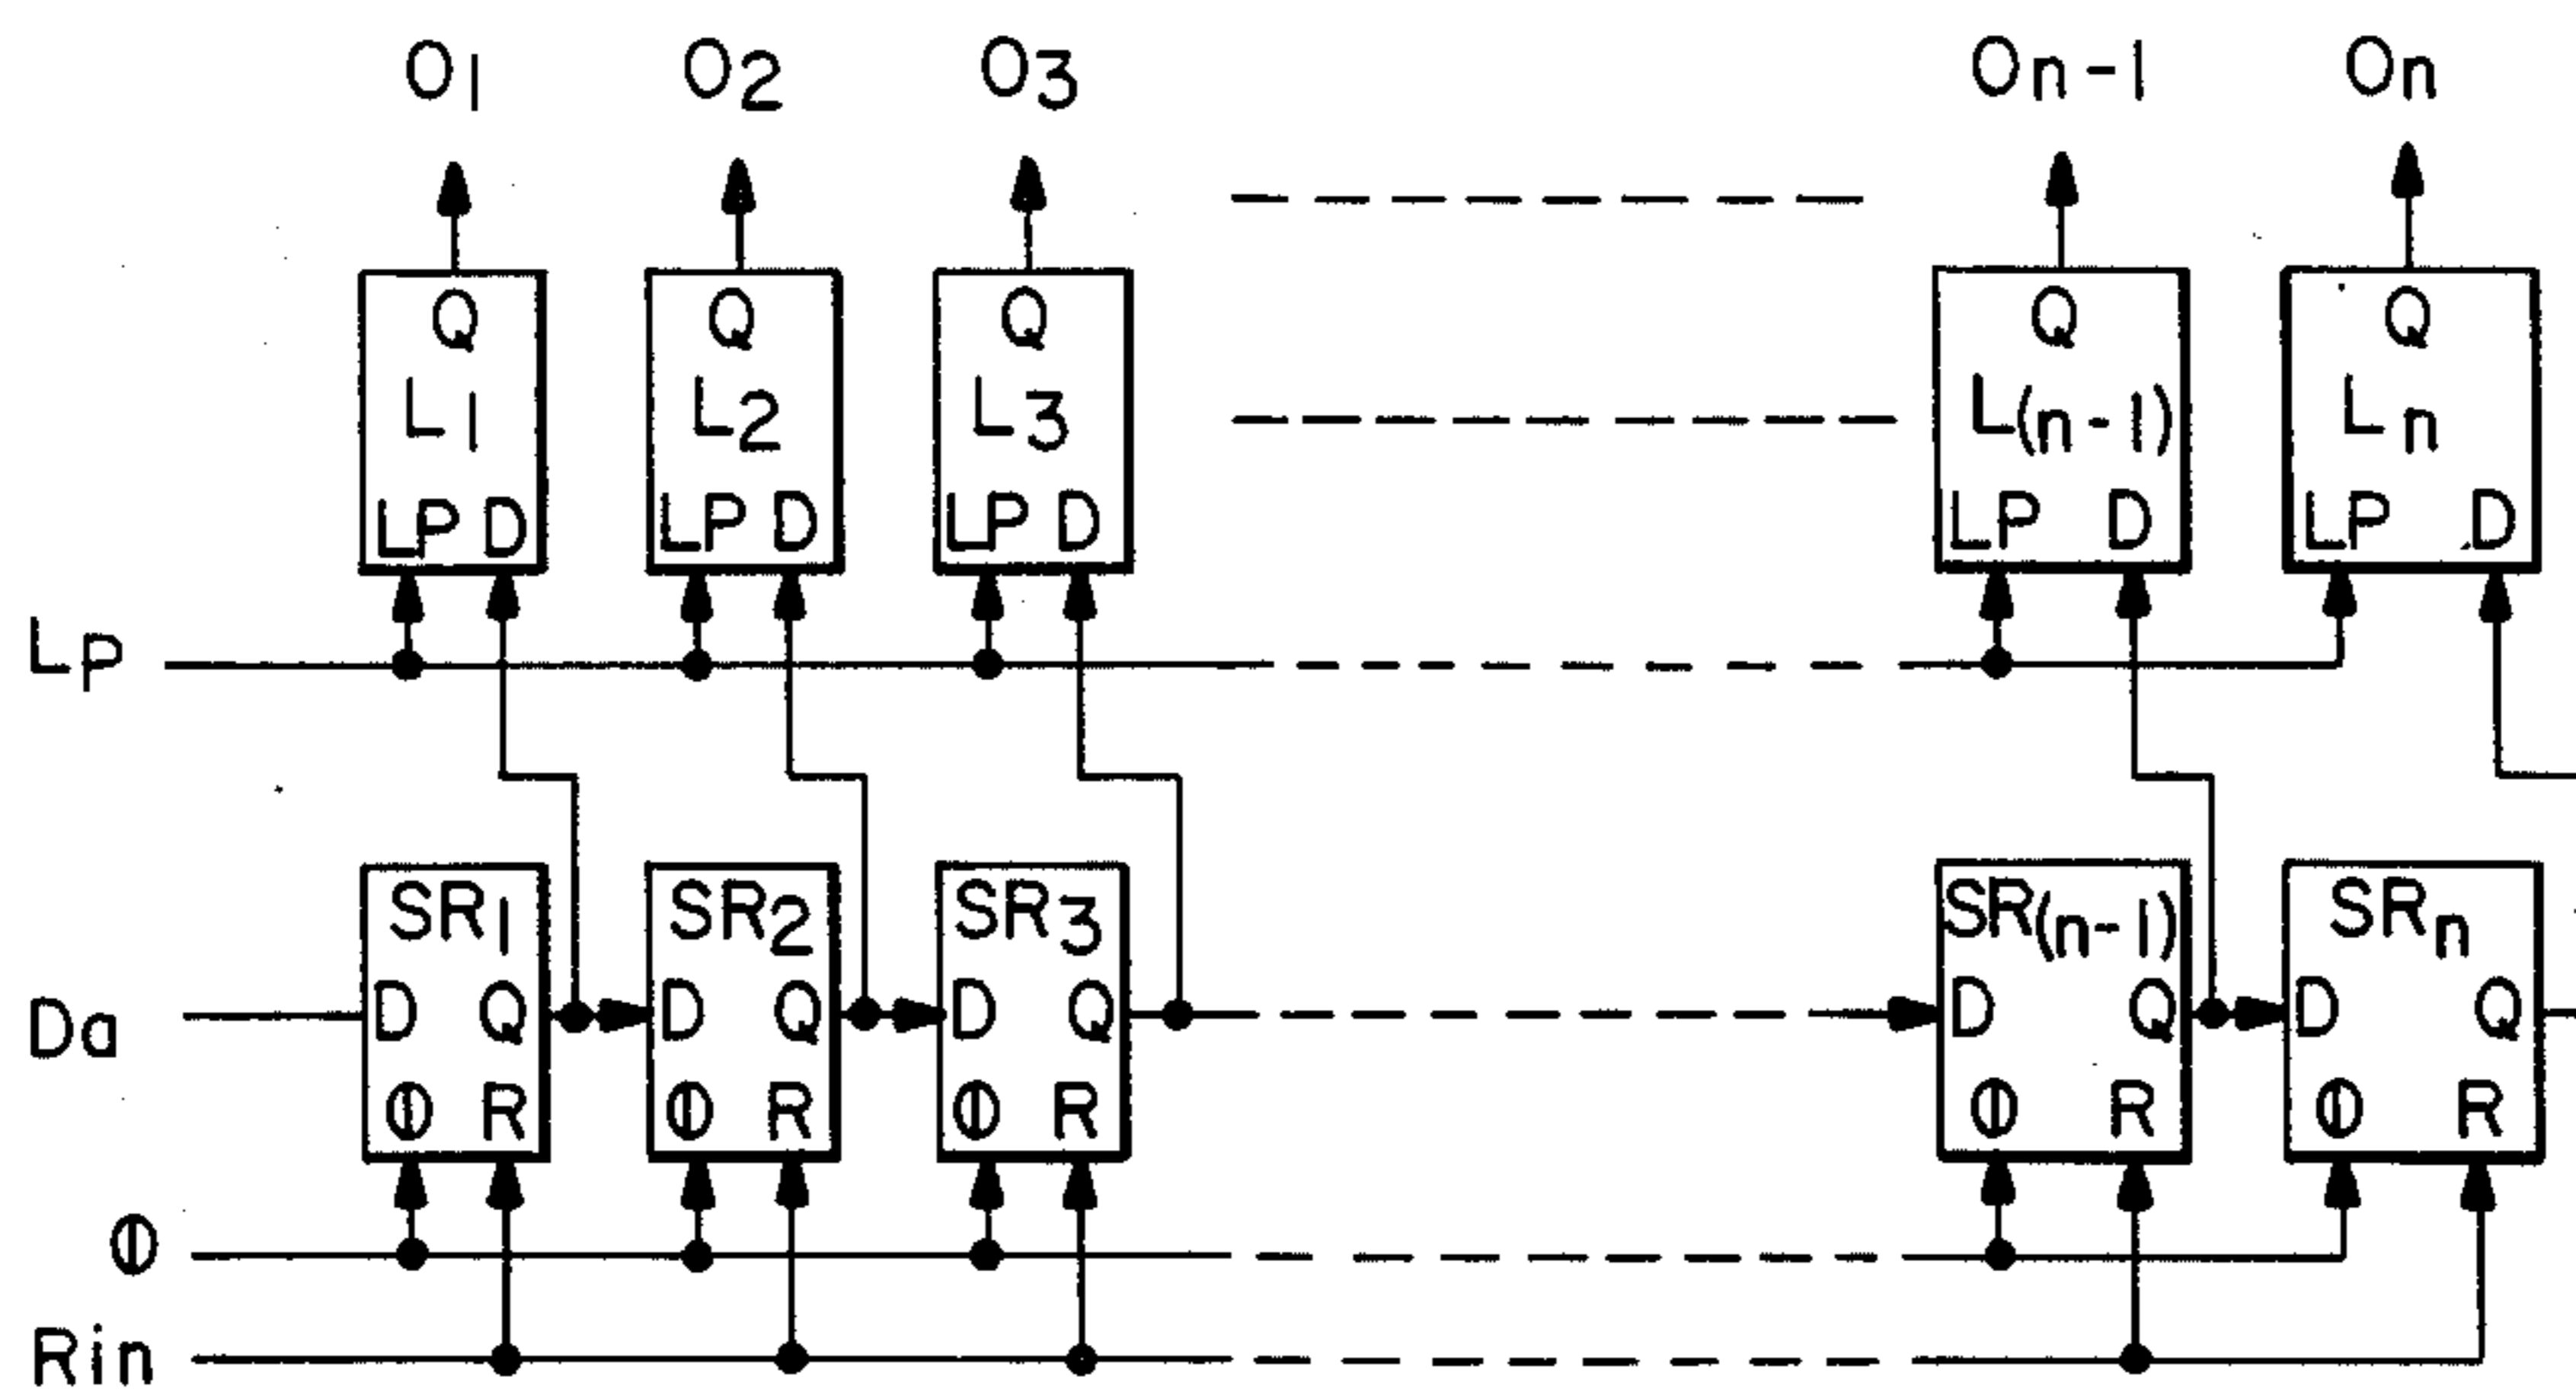 O1 O2 O3 On-1 On
Q Q Q Q Q
L1 L2 L3 L(n-1) Ln
LP D LP D LP D LP D LP D
LP
SR1 SR2 SR3 SR(n-1) SRn
Da D Q D Q D Q D Q D Q
Φ R Φ R Φ R Φ R Φ R
Φ
Rin